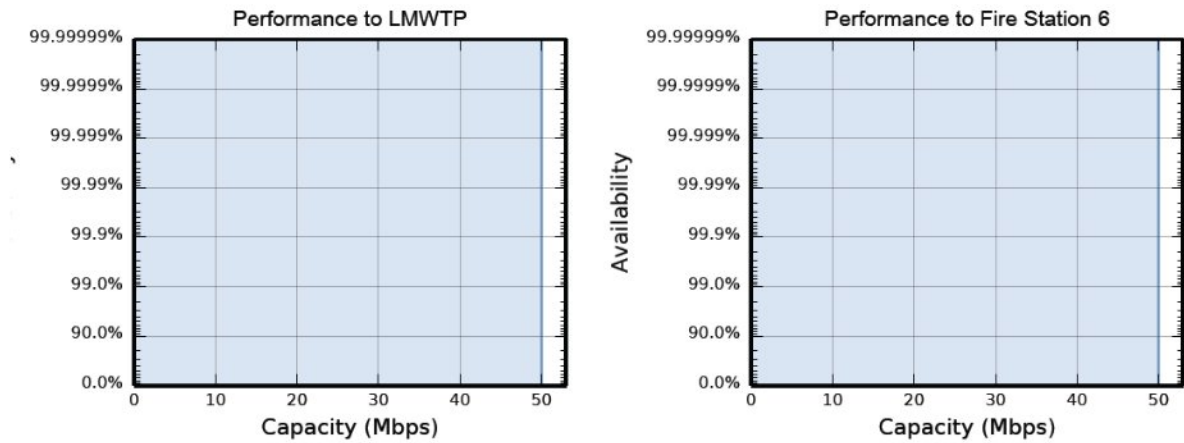 Performance to LMWTP
99.99999%
99.9999%
99.999%
99.99%
99.9%
99.0%
90.0%
0.0%
0 10 20 30 40 50
Capacity (Mbps)
Performance to Fire Station 6
Availability
99.99999%
99.9999%
99.999%
99.99%
99.9%
99.0%
90.0%
0.0%
0 10 20 30 40 50
Capacity (Mbps)